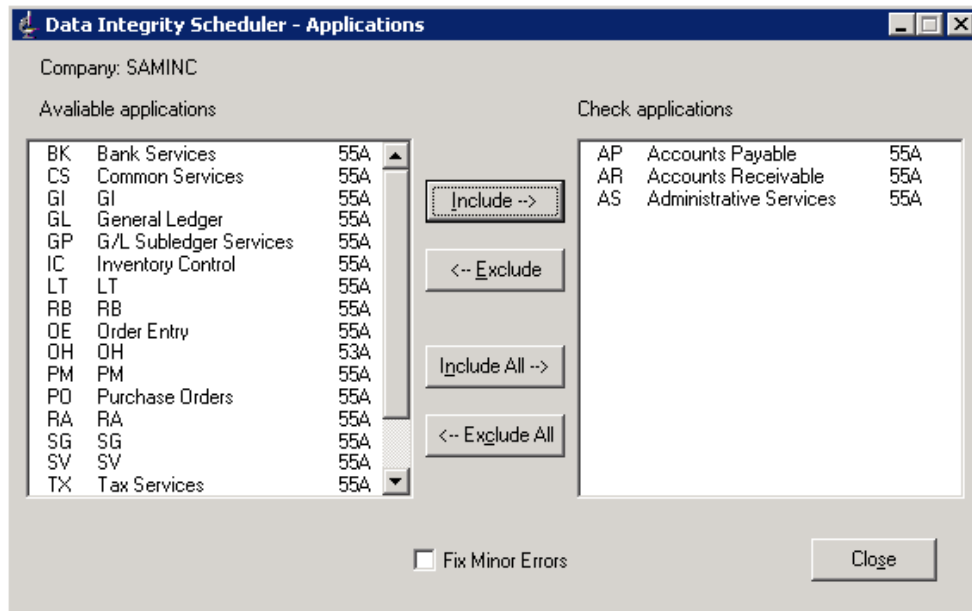 Data Integrity Scheduler - Applications
Company: SAMINC
Avaliable applications
BK Bank Services 55A
CS Common Services 55A
GI GI 55A
GL General Ledger 55A
GP G/L Subledger Services 55A
IC Inventory Control 55A
LT LT 55A
RB RB 55A
OE Order Entry 55A
OH OH 53A
PM PM 55A
PO Purchase Orders 55A
RA RA 55A
SG SG 55A
SV SV 55A
TX Tax Services 55A
Include -->
<-- Exclude
Include All -->
<-- Exclude All
Check applications
AP Accounts Payable 55A
AR Accounts Receivable 55A
AS Administrative Services 55A
Fix Minor Errors
Close